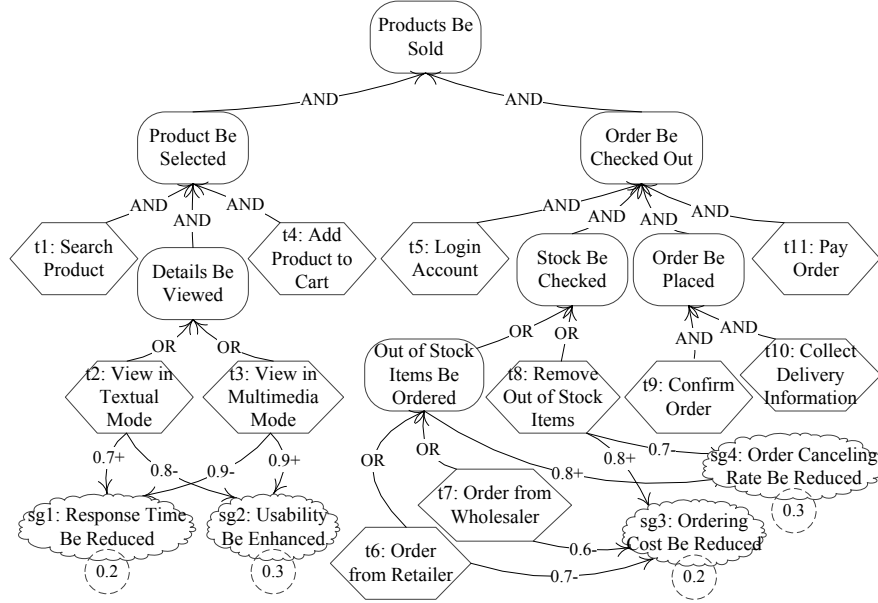 Products Be
Sold
AND
AND
Product Be
Selected
Order Be
Checked Out
AND
AND
AND
AND
AND
AND
AND
t1: Search
Product
Details Be
Viewed
t4: Add
Product to
Cart
t5: Login
Account
Stock Be
Checked
Order Be
Placed
t11: Pay
Order
OR
OR
OR
OR
AND
AND
t2: View in
Textual
Mode
t3: View in
Multimedia
Mode
Out of Stock
Items Be
Ordered
t8: Remove
Out of Stock
Items
t9: Confirm
Order
t10: Collect
Delivery
Information
0.7+
0.8-
0.9-
0.9+
OR
OR
0.8+
0.8+
0.7-
sg4: Order Canceling
Rate Be Reduced
0.3
sg1: Response Time
Be Reduced
0.2
sg2: Usability
Be Enhanced
0.3
t7: Order from
Wholesaler
0.6-
sg3: Ordering
Cost Be Reduced
0.2
t6: Order
from Retailer
0.7-